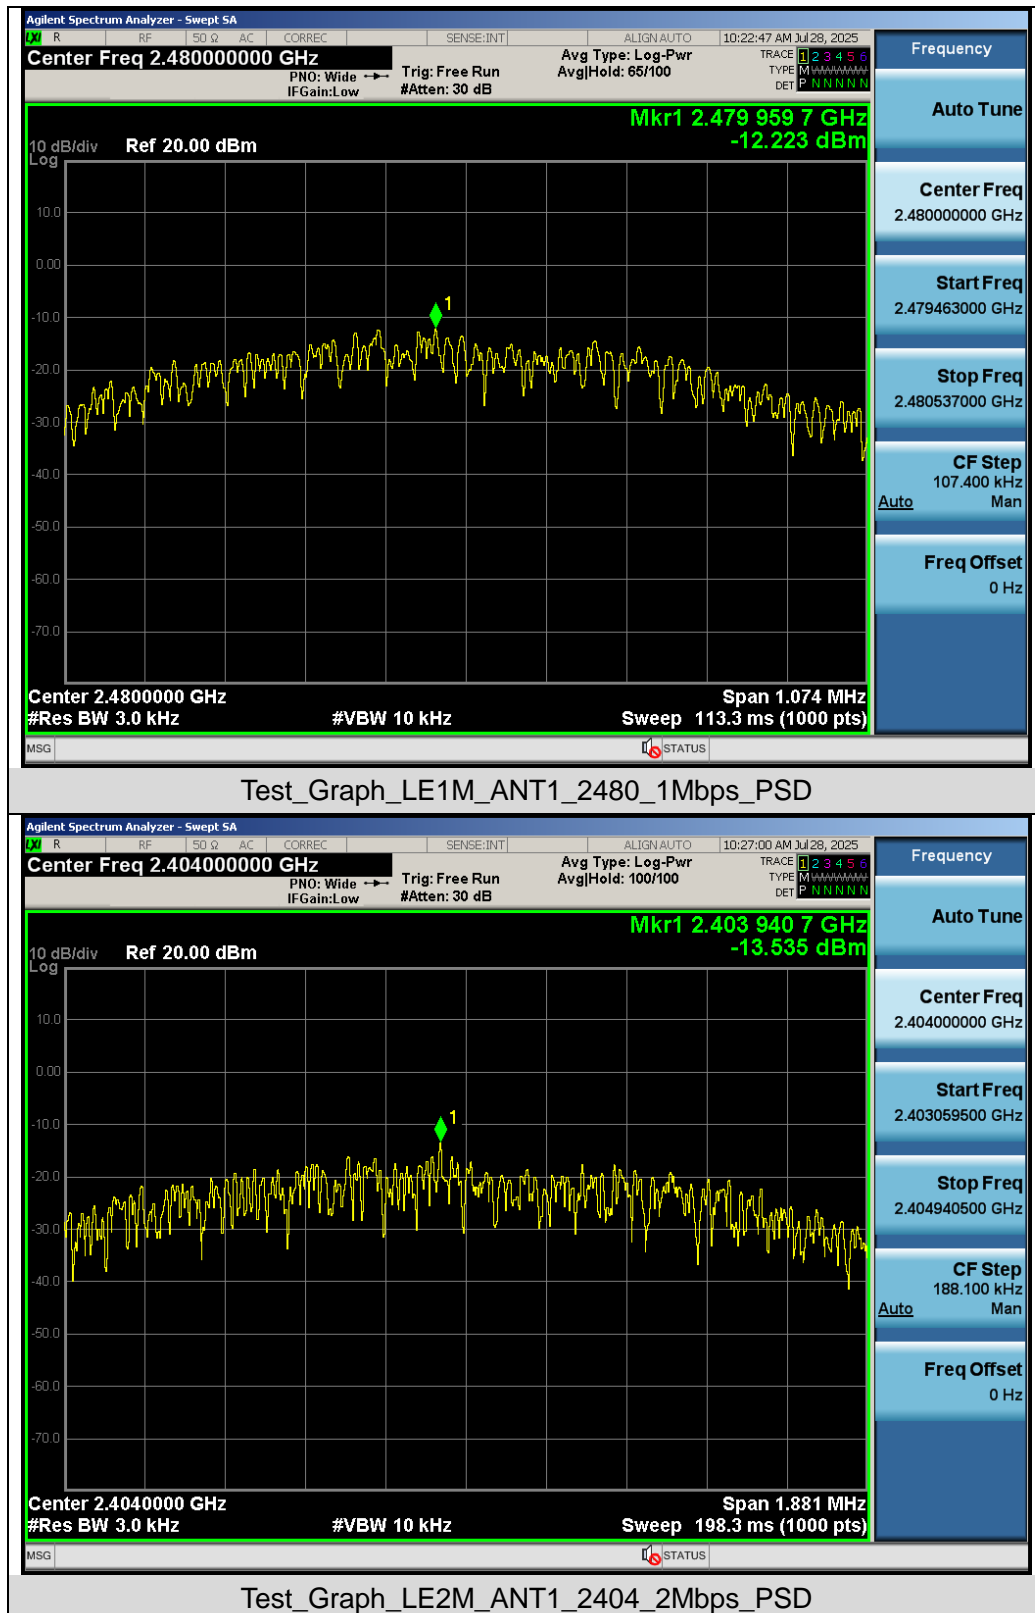 Agilent Spectrum Analyzer - Swept SA
LXI R RF 50 Ω AC CORREC SENSE:INT ALIGN AUTO 10:22:47 AM Jul 28, 2025
Center Freq 2.480000000 GHz
PNO: Wide
IFGain:Low
Trig: Free Run
#Atten: 30 dB
Avg Type: Log-Pwr
Avg|Hold: 65/100
TRACE 1 2 3 4 5 6
TYPE M
DET P N N N N N
Mkr1 2.479 959 7 GHz
-12.223 dBm
10 dB/div Ref 20.00 dBm
Log
10.0
0.00
1
-10.0
-20.0
-30.0
-40.0
-50.0
-60.0
-70.0
Center 2.4800000 GHz Span 1.074 MHz
#Res BW 3.0 kHz #VBW 10 kHz Sweep 113.3 ms (1000 pts)
MSG STATUS
Frequency
Auto Tune
Center Freq
2.480000000 GHz
Start Freq
2.479463000 GHz
Stop Freq
2.480537000 GHz
CF Step
107.400 kHz
Auto Man
Freq Offset
0 Hz
Test_Graph_LE1M_ANT1_2480_1Mbps_PSD
Agilent Spectrum Analyzer - Swept SA
LXI R RF 50 Ω AC CORREC SENSE:INT ALIGN AUTO 10:27:00 AM Jul 28, 2025
Center Freq 2.404000000 GHz
PNO: Wide
IFGain:Low
Trig: Free Run
#Atten: 30 dB
Avg Type: Log-Pwr
Avg|Hold: 100/100
TRACE 1 2 3 4 5 6
TYPE M
DET P N N N N N
Mkr1 2.403 940 7 GHz
-13.535 dBm
10 dB/div Ref 20.00 dBm
Log
10.0
0.00
1
-10.0
-20.0
-30.0
-40.0
-50.0
-60.0
-70.0
Center 2.4040000 GHz Span 1.881 MHz
#Res BW 3.0 kHz #VBW 10 kHz Sweep 198.3 ms (1000 pts)
MSG STATUS
Frequency
Auto Tune
Center Freq
2.404000000 GHz
Start Freq
2.403059500 GHz
Stop Freq
2.404940500 GHz
CF Step
188.100 kHz
Auto Man
Freq Offset
0 Hz
Test_Graph_LE2M_ANT1_2404_2Mbps_PSD